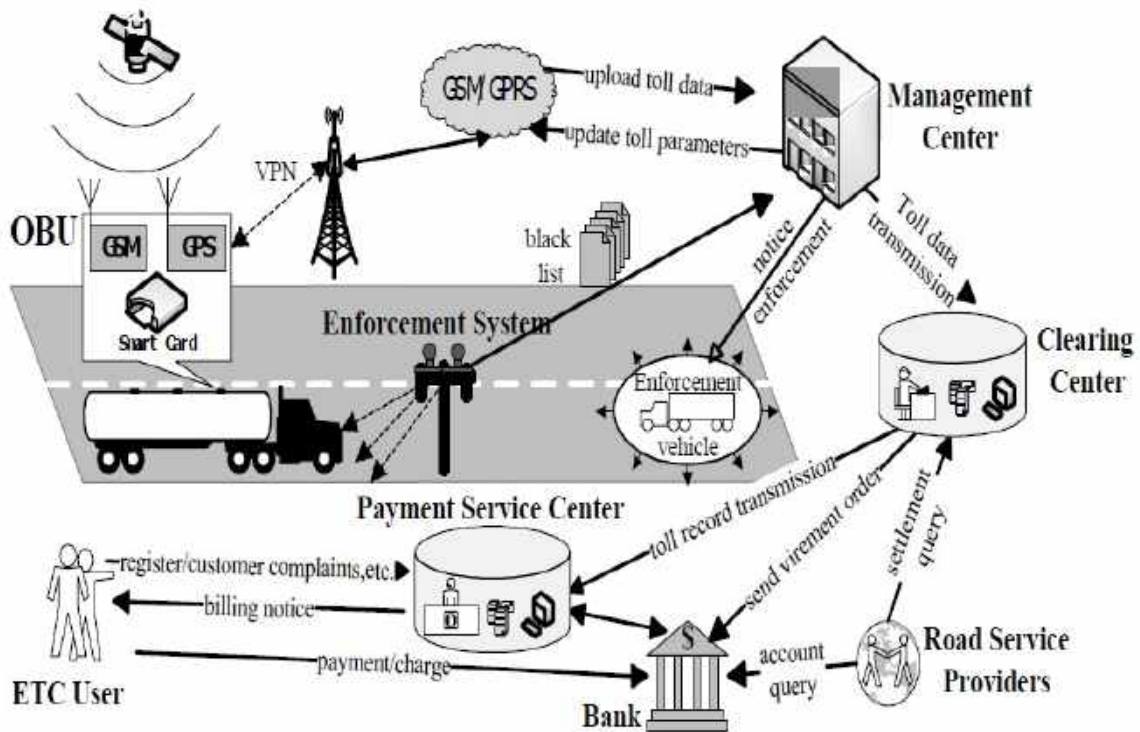 GSM/ GPRS
upload toll data
update toll parameters
Management
Center
VPN
OBU
GSM
GPS
Smart Card
black
list
notice
enforcement
Toll data
transmission
Enforcement System
Enforcement
vehicle
Clearing
Center
Payment Service Center
toll record transmission
send virement order
settlement
query
register/customer complaints,etc.
billing notice
payment/charge
ETC User
$
Bank
account
query
Road Service
Providers